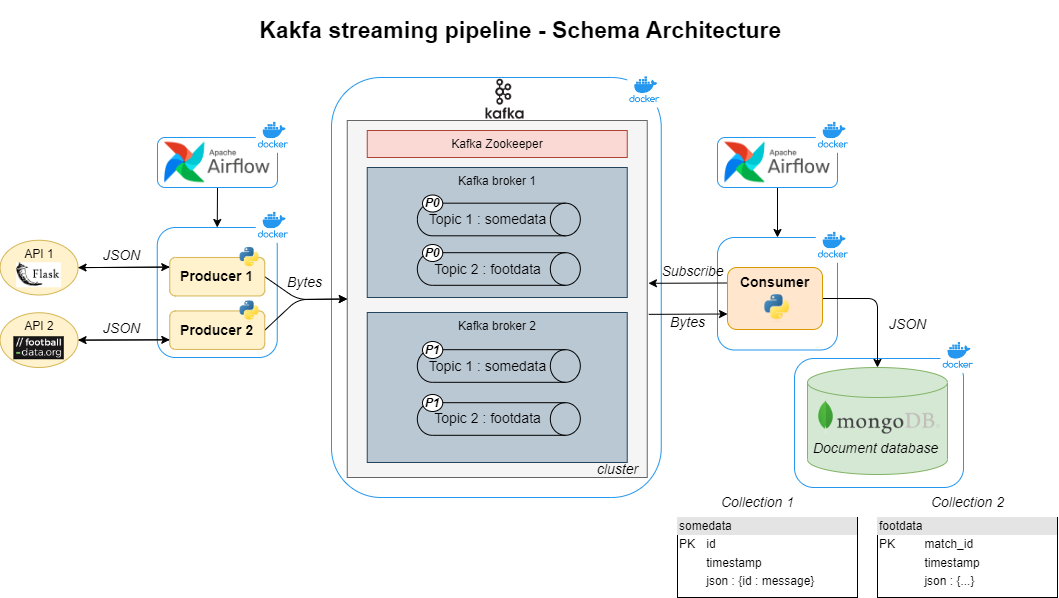 Kakfa streaming pipeline - Schema Architecture
docker
kafka
Kafka Zookeeper
Kafka broker 1
P0
Topic 1 : somedata
P0
Topic 2 : footdata
Kafka broker 2
P1
Topic 1 : somedata
P1
Topic 2 : footdata
cluster
docker
Apache
Airflow
docker
API 1
Flask
JSON
Producer 1
Bytes
API 2
// football
-data.org
JSON
Producer 2
docker
Apache
Airflow
docker
Subscribe
Consumer
Bytes
JSON
docker
mongoDB.
Document database
Collection 1
somedata
PK id
timestamp
json : {id : message}
Collection 2
footdata
PK match_id
timestamp
json : {...}